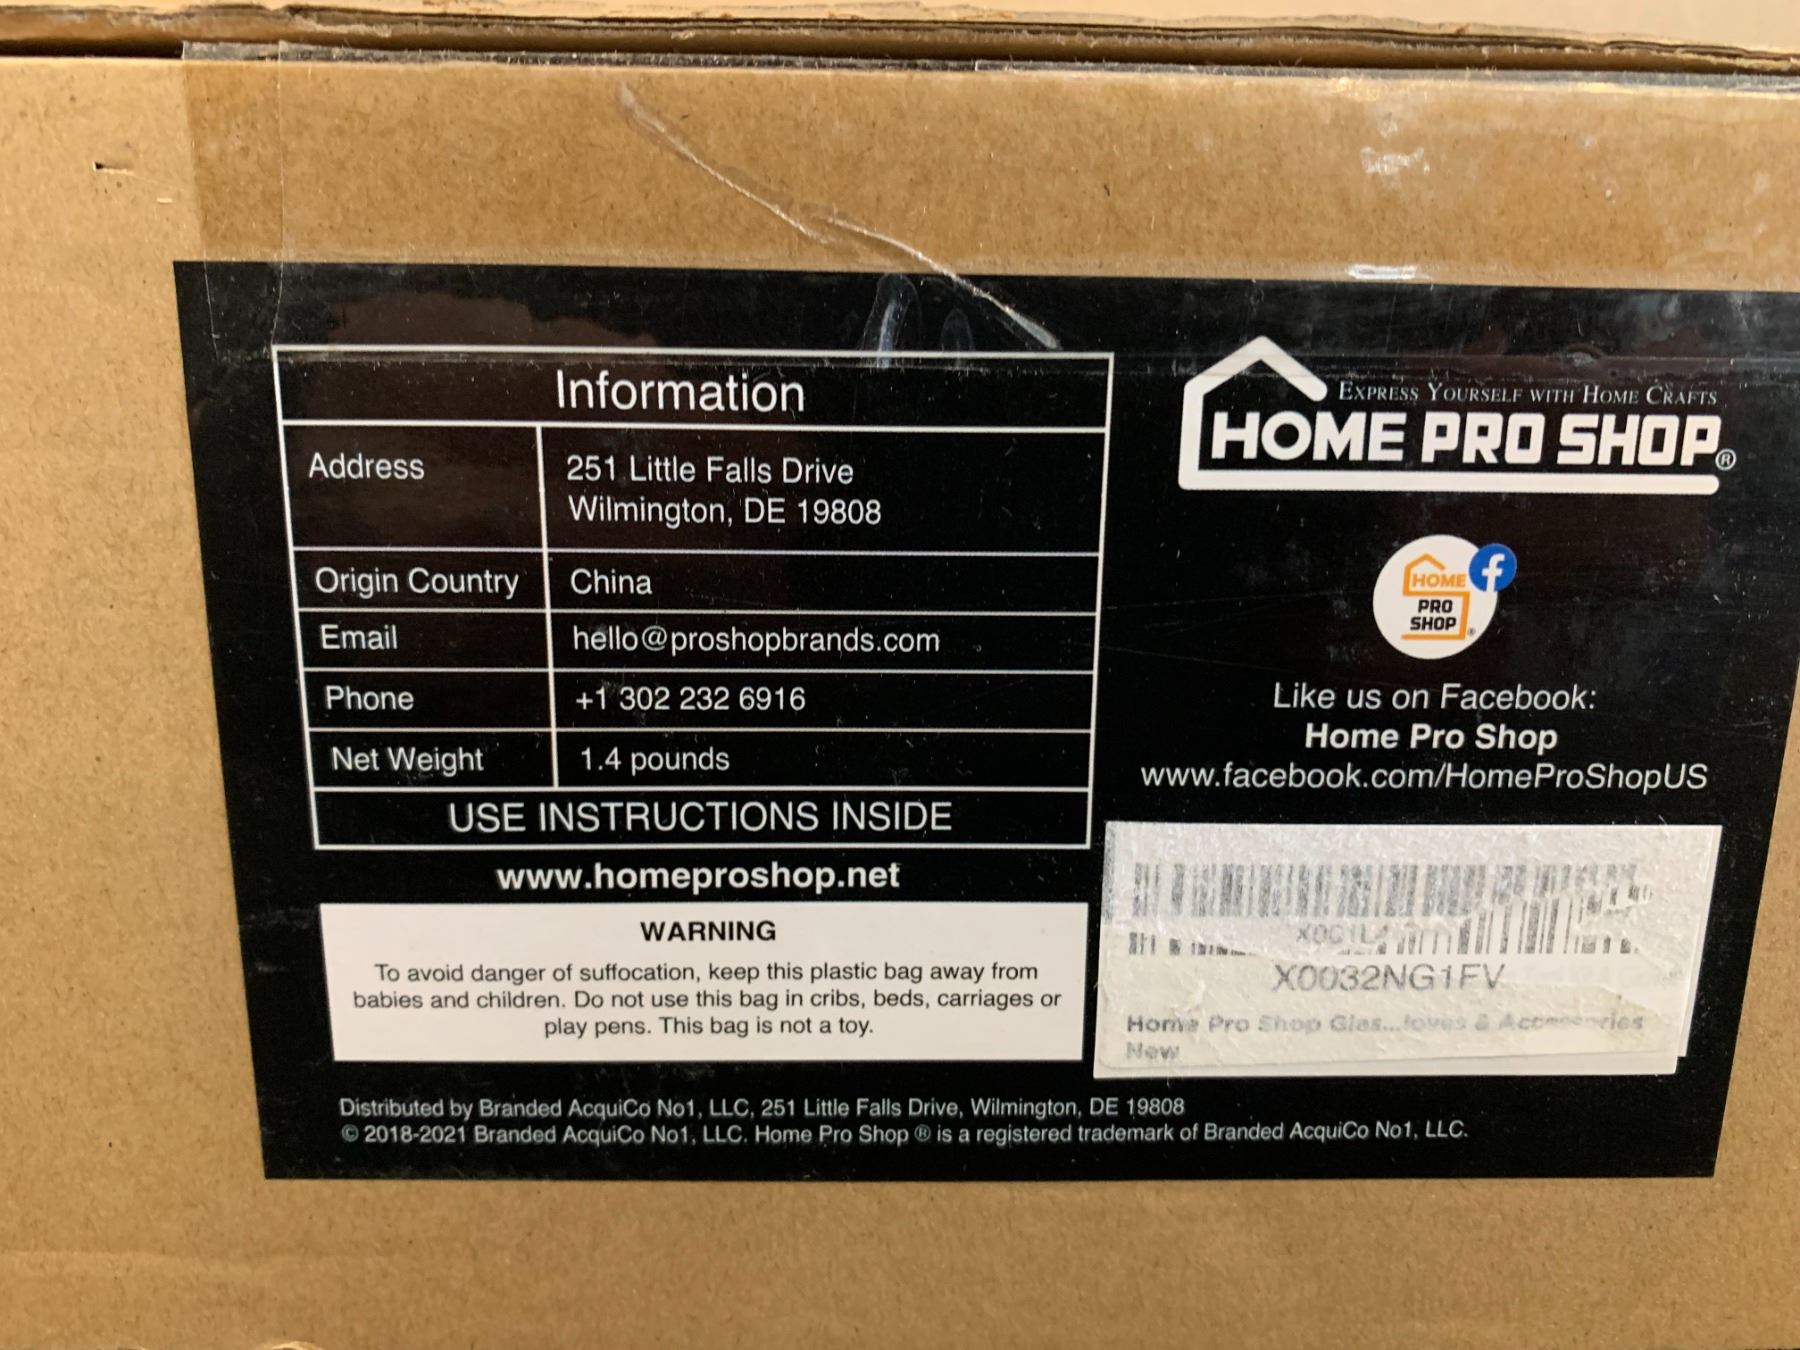 Information
Address
251 Little Falls Drive
Wilmington, DE 19808
Origin Country China
Email hello@proshopbrands.com
Phone +1 302 232 6916
Net Weight 1.4 pounds
USE INSTRUCTIONS INSIDE
www.homeproshop.net
WARNING
To avoid danger of suffocation, keep this plastic bag away from
babies and children. Do not use this bag in cribs, beds, carriages or
play pens. This bag is not a toy.
EXPRESS YOURSELF WITH HOME CRAFTS
HOME PRO SHOP®
HOME f
PRO
SHOP ®
Like us on Facebook:
Home Pro Shop
www.facebook.com/HomeProShopUS
X0032NG1FV
Home Pro Shop Glas...loves & Accessories
New
Distributed by Branded AcquiCo No1, LLC, 251 Little Falls Drive, Wilmington, DE 19808
© 2018-2021 Branded AcquiCo No1, LLC. Home Pro Shop ® is a registered trademark of Branded AcquiCo No1, LLC.